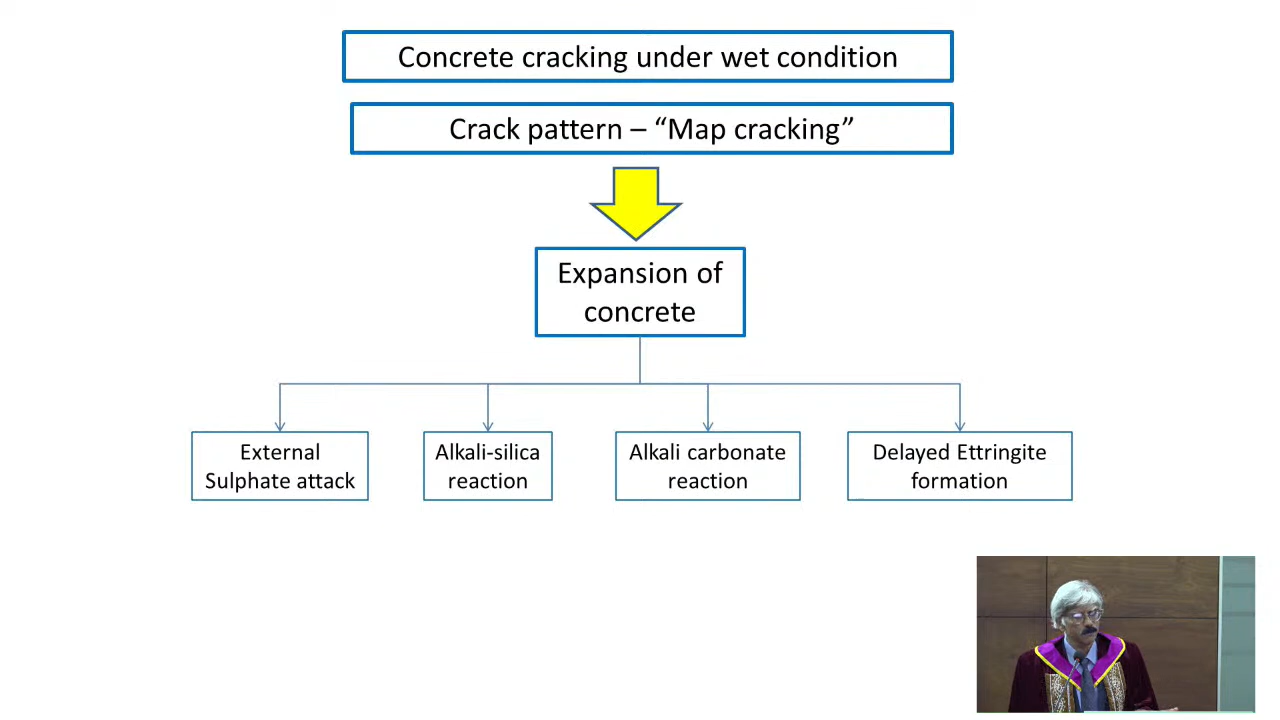 Concrete cracking under wet condition
Crack pattern – “Map cracking”
Expansion of
concrete
External
Sulphate attack
Alkali-silica
reaction
Alkali carbonate
reaction
Delayed Ettringite
formation